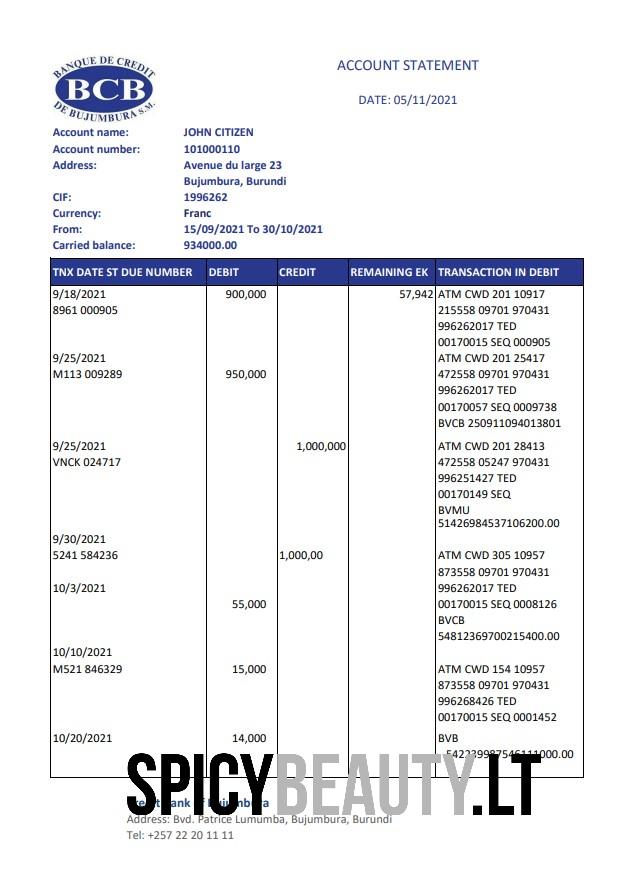 BANQUE DE CREDIT
BCB
DE BUJUMBURA S.M.
ACCOUNT STATEMENT
DATE: 05/11/2021
Account name: JOHN CITIZEN
Account number: 101000110
Address: Avenue du large 23
Bujumbura, Burundi
CIF: 1996262
Currency: Franc
From: 15/09/2021 To 30/10/2021
Carried balance: 934000.00
TNX DATE ST DUE NUMBER DEBIT CREDIT REMAINING EK TRANSACTION IN DEBIT
9/18/2021 900,000 57,942 ATM CWD 201 10917
8961 000905 215558 09701 970431
996262017 TED
00170015 SEQ 000905
9/25/2021 ATM CWD 201 25417
M113 009289 950,000 472558 09701 970431
996262017 TED
00170057 SEQ 0009738
BVCB 250911094013801
9/25/2021 1,000,000 ATM CWD 201 28413
VNCK 024717 472558 05247 970431
996251427 TED
00170149 SEQ
BVMU
51426984537106200.00
9/30/2021
5241 584236 1,000,00 ATM CWD 305 10957
873558 09701 970431
10/3/2021 996262017 TED
55,000 00170015 SEQ 0008126
BVCB
54812369700215400.00
10/10/2021
M521 846329 15,000 ATM CWD 154 10957
873558 09701 970431
996268426 TED
00170015 SEQ 0001452
10/20/2021 14,000 BVB
SPICYBEAUTY.LT
Bank of Bujumbura
Address: Bvd. Patrice Lumumba, Bujumbura, Burundi
Tel: +257 22 20 11 11